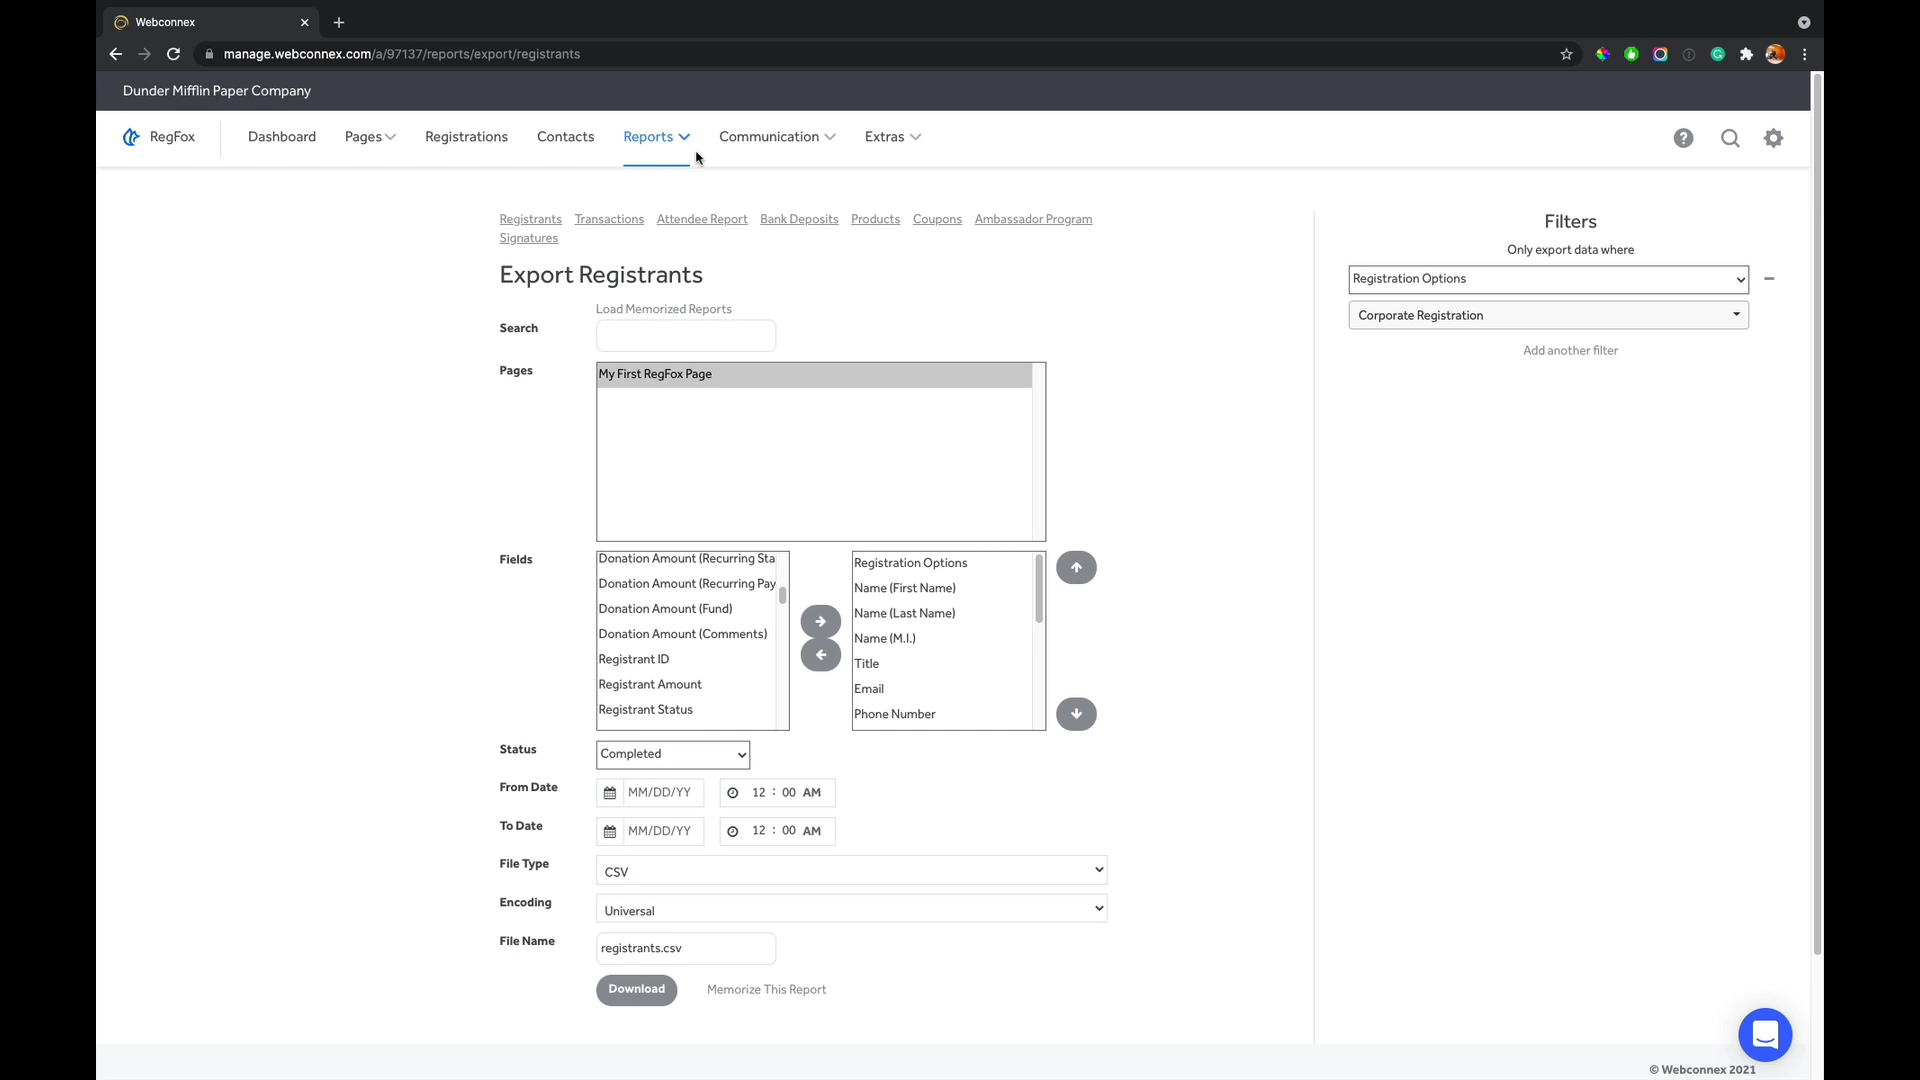 Webconnex
manage.webconnex.com/a/97137/reports/export/registrants
Dunder Mifflin Paper Company
RegFox Dashboard Pages Registrations Contacts Reports Communication Extras
Registrants Transactions Attendee Report Bank Deposits Products Coupons Ambassador Program
Signatures
Export Registrants
Load Memorized Reports
Search
Pages
My First RegFox Page
Fields
Donation Amount (Recurring Sta
Donation Amount (Recurring Pay
Donation Amount (Fund)
Donation Amount (Comments)
Registrant ID
Registrant Amount
Registrant Status
Registration Options
Name (First Name)
Name (Last Name)
Name (M.I.)
Title
Email
Phone Number
Status
Completed
From Date
MM/DD/YY 12 : 00 AM
To Date
MM/DD/YY 12 : 00 AM
File Type
CSV
Encoding
Universal
File Name
registrants.csv
Download Memorize This Report
Filters
Only export data where
Registration Options
Corporate Registration
Add another filter
© Webconnex 2021